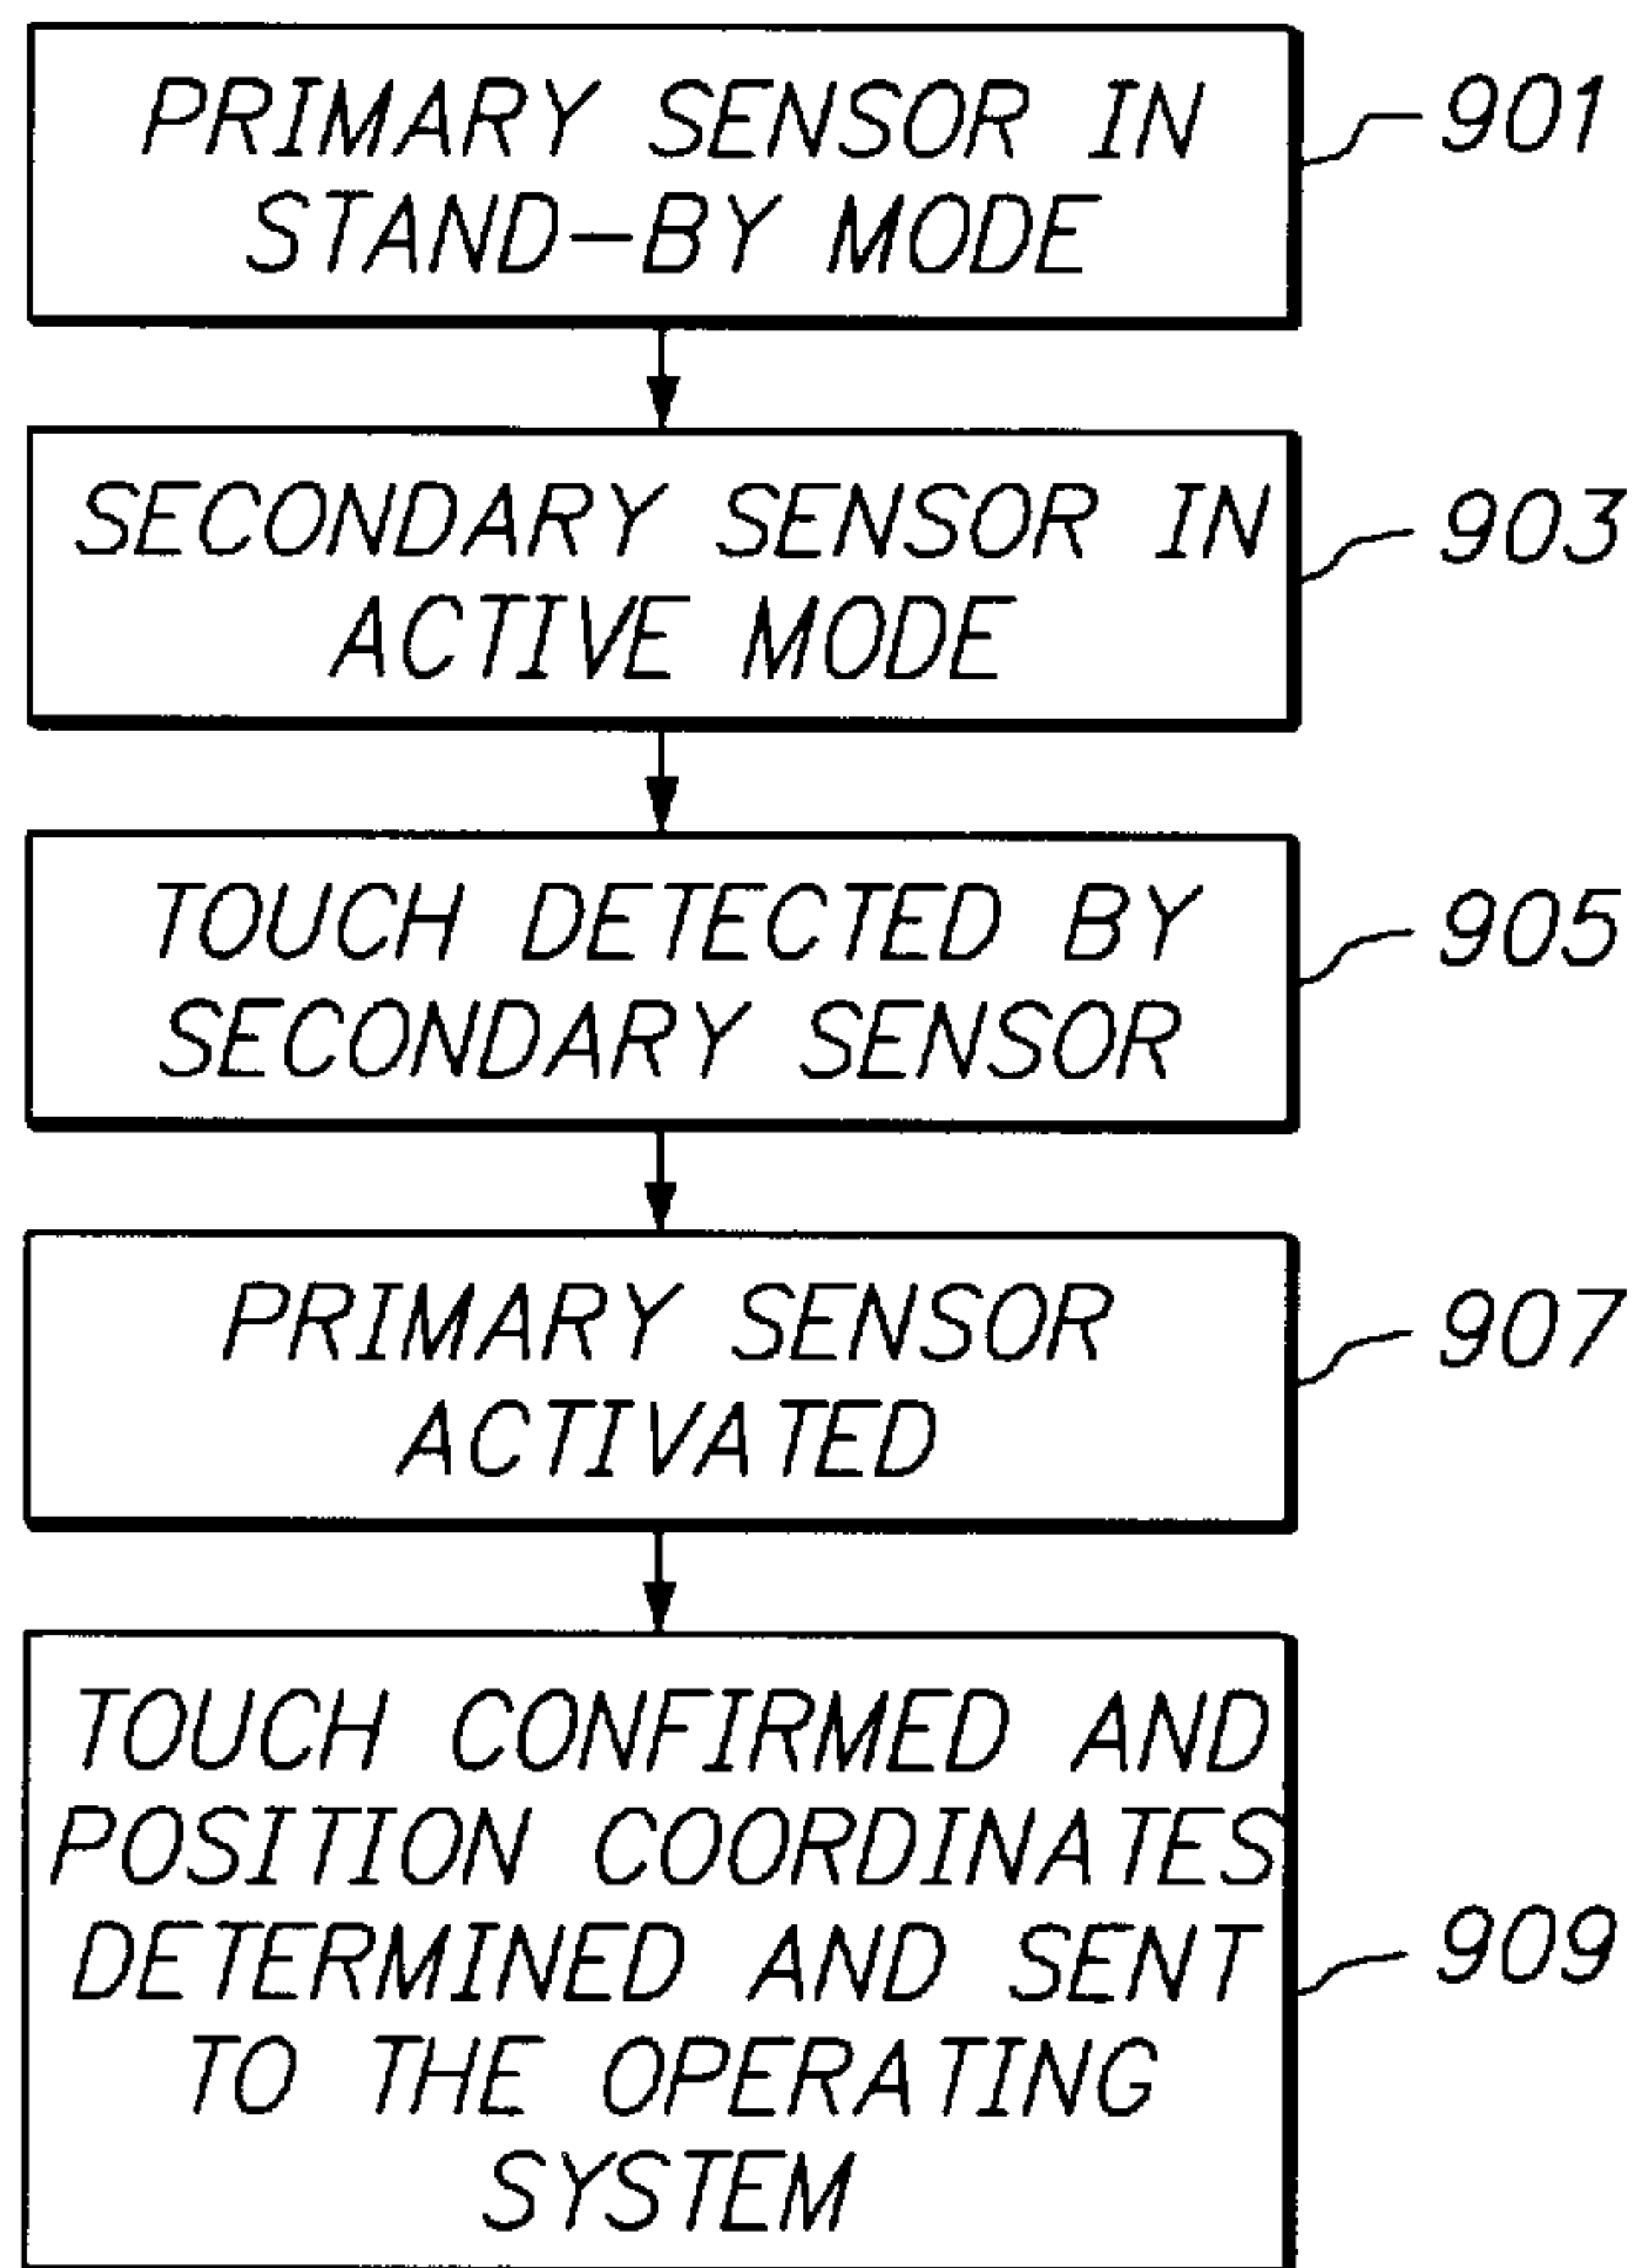 PRIMARY SENSOR IN
STAND-BY MODE
901
SECONDARY SENSOR IN
ACTIVE MODE
903
TOUCH DETECTED BY
SECONDARY SENSOR
905
PRIMARY SENSOR
ACTIVATED
907
TOUCH CONFIRMED AND
POSITION COORDINATES
DETERMINED AND SENT
TO THE OPERATING
SYSTEM
909